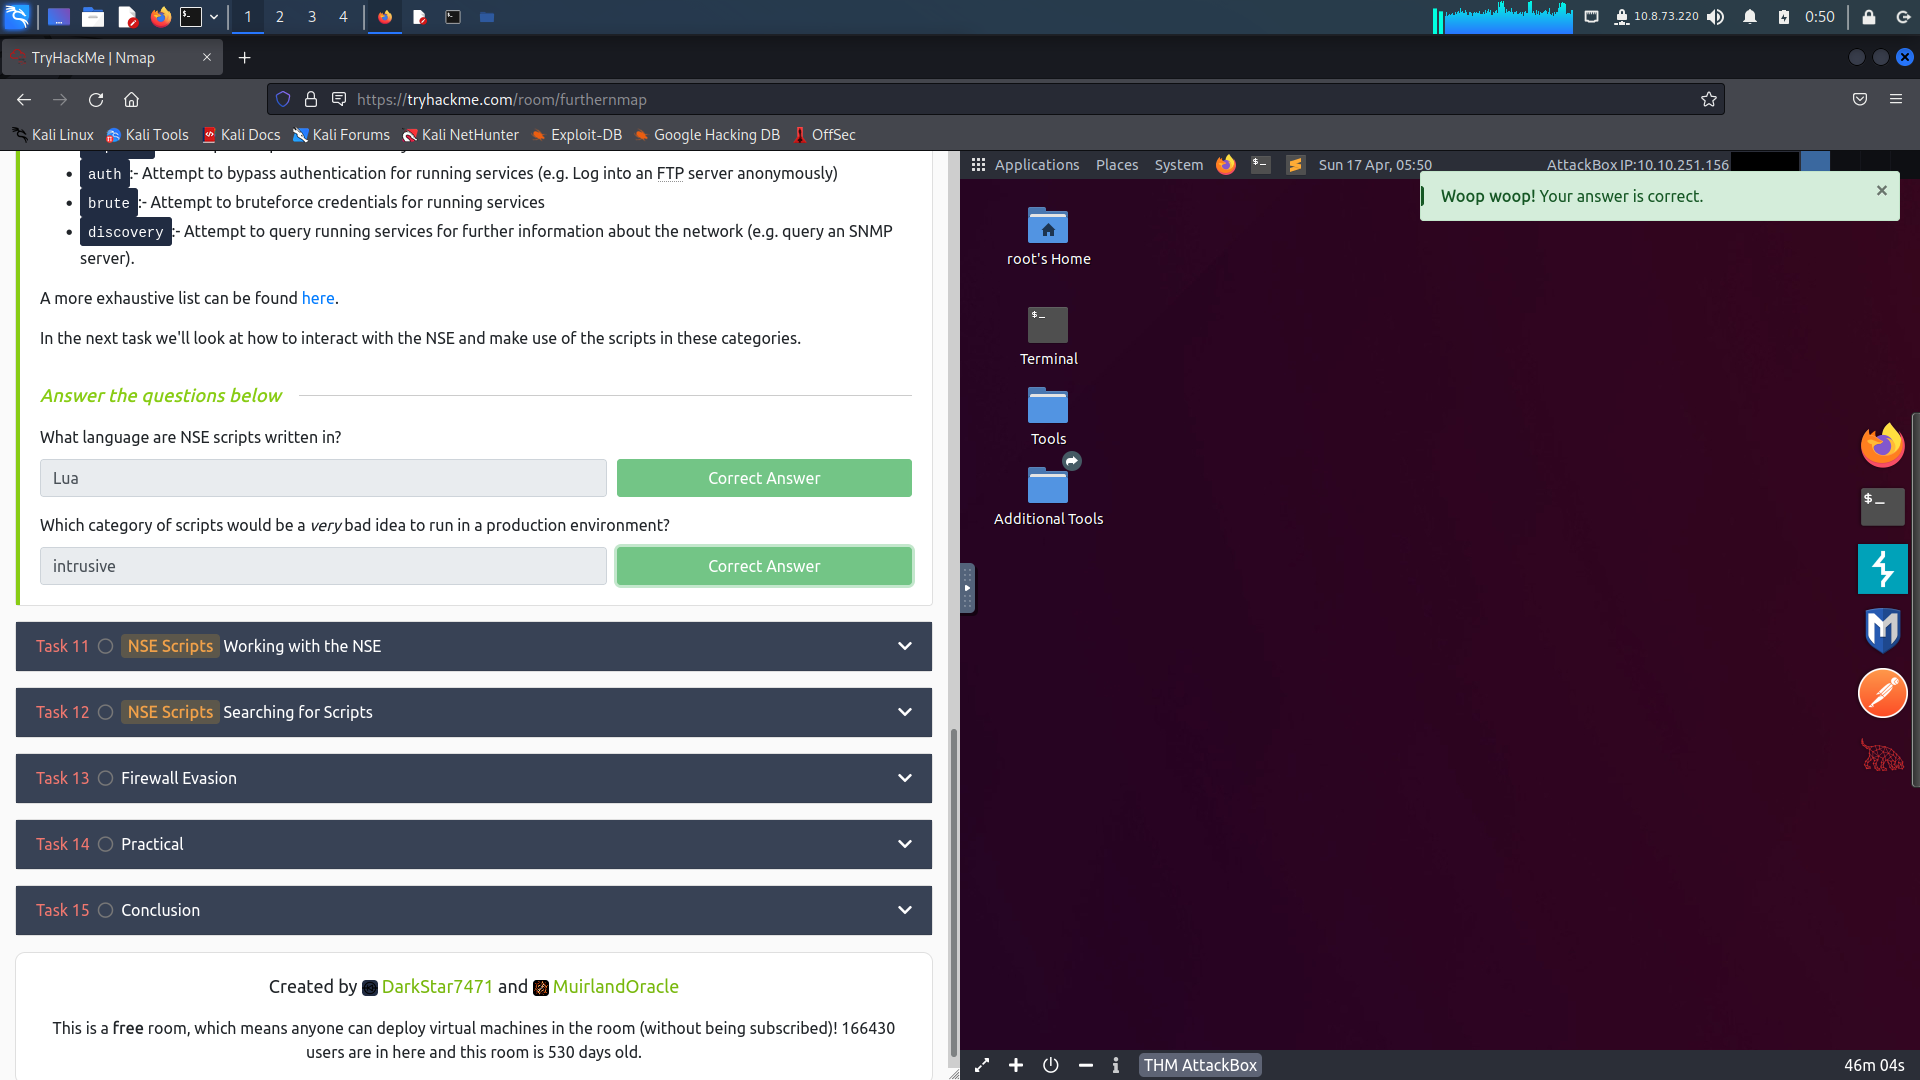 1
2
3
4
10.8.73.220
0:50
TryHackMe | Nmap
https://tryhackme.com/room/furthernmap
Kali Linux
Kali Tools
Kali Docs
Kali Forums
Kali NetHunter
Exploit-DB
Google Hacking DB
OffSec
auth :- Attempt to bypass authentication for running services (e.g. Log into an FTP server anonymously)
brute :- Attempt to bruteforce credentials for running services
discovery :- Attempt to query running services for further information about the network (e.g. query an SNMP
server).
A more exhaustive list can be found here.
In the next task we'll look at how to interact with the NSE and make use of the scripts in these categories.
Answer the questions below
What language are NSE scripts written in?
Lua
Correct Answer
Which category of scripts would be a very bad idea to run in a production environment?
intrusive
Correct Answer
Task 11 NSE Scripts Working with the NSE
Task 12 NSE Scripts Searching for Scripts
Task 13 Firewall Evasion
Task 14 Practical
Task 15 Conclusion
Created by DarkStar7471 and MuirlandOracle
This is a free room, which means anyone can deploy virtual machines in the room (without being subscribed)! 166430
users are in here and this room is 530 days old.
Applications Places System
Sun 17 Apr, 05:50
AttackBox IP:10.10.251.156
Woop woop! Your answer is correct.
root's Home
Terminal
Tools
Additional Tools
THM AttackBox
46m 04s